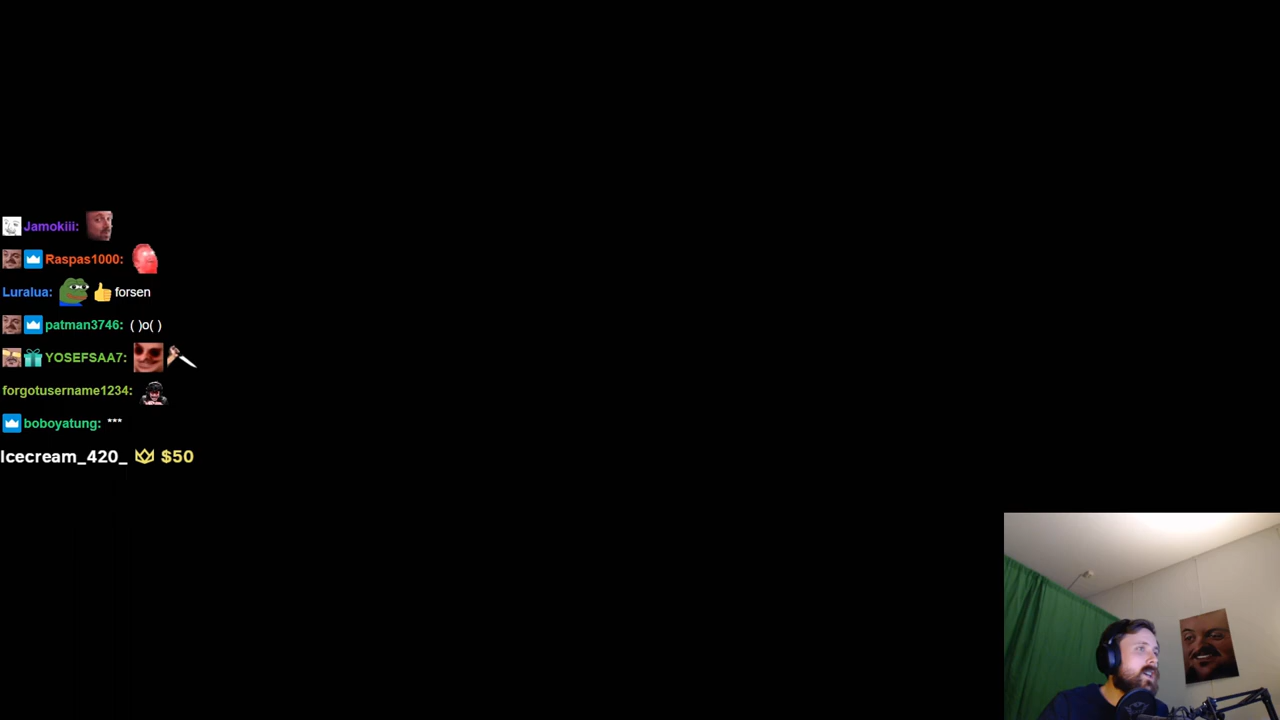 Jamokiii:
Raspas1000:
Luralua: forsen
patman3746: ( )o( )
YOSEFSAA7:
forgotusername1234:
boboyatung: ***
Icecream_420_ $50